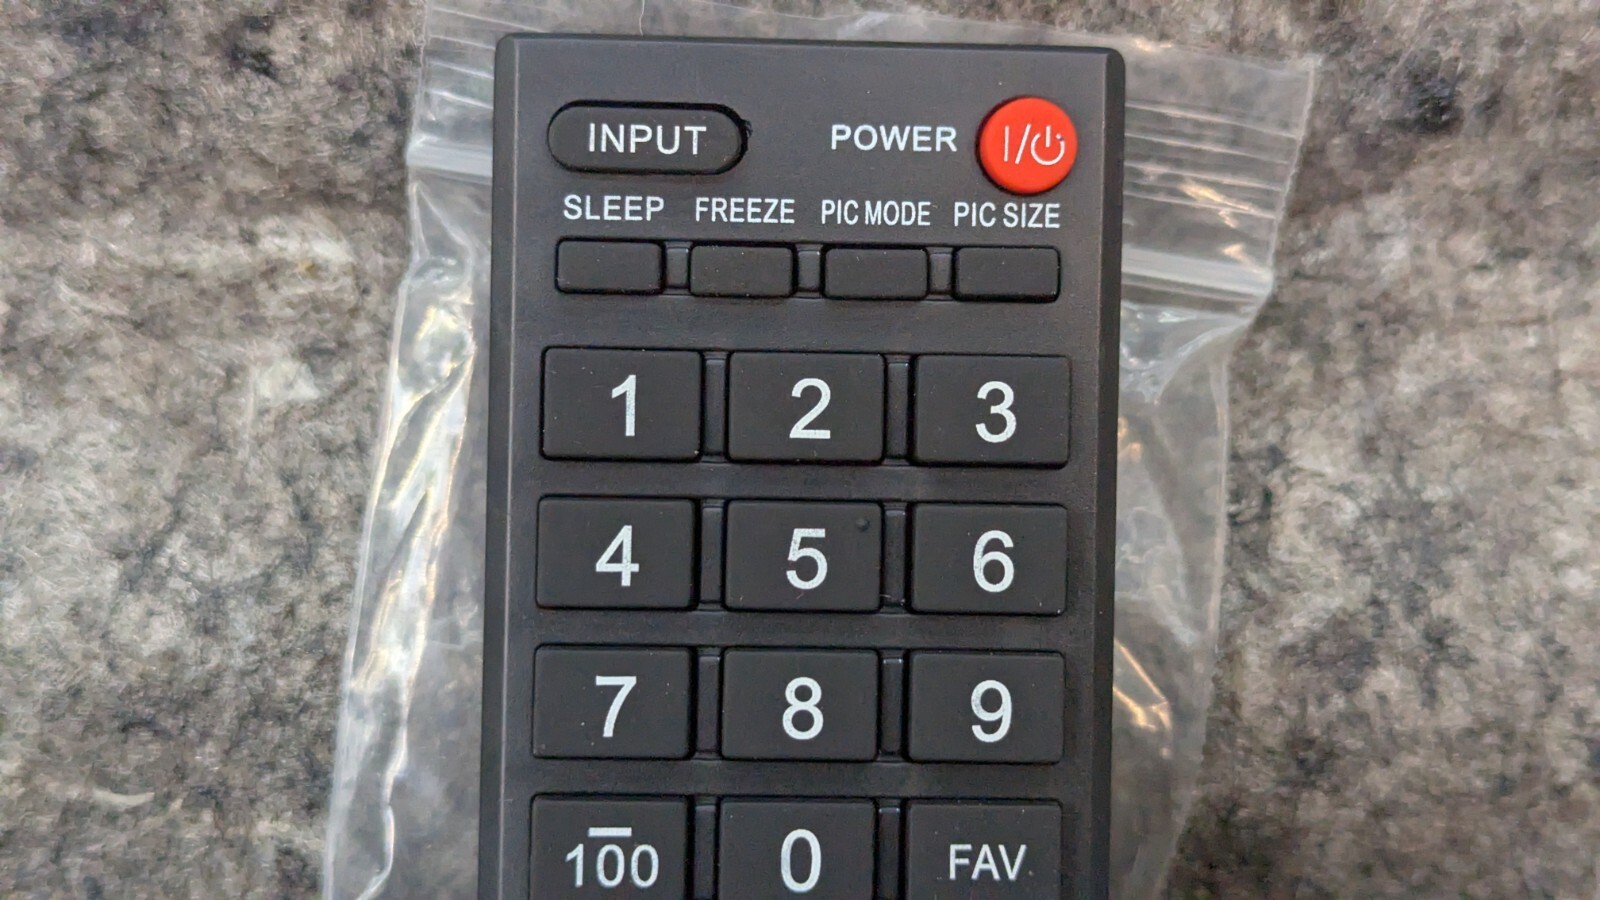 INPUT POWER I/⏻
SLEEP FREEZE PIC MODE PIC SIZE
1 2 3
4 5 6
7 8 9
1̅00 0 FAV